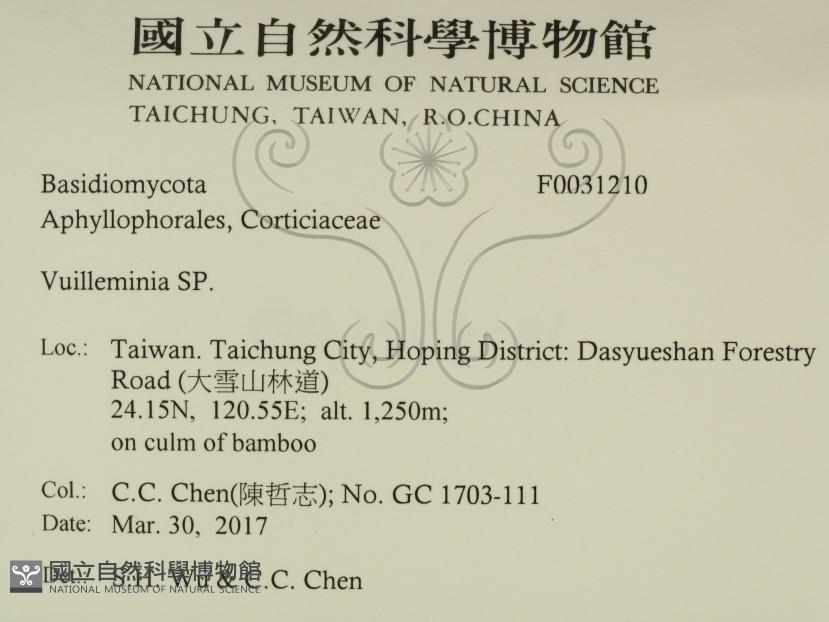 國立自然科學博物館
NATIONAL MUSEUM OF NATURAL SCIENCE
TAICHUNG, TAIWAN, R.O.CHINA
Basidiomycota F0031210
Aphyllophorales, Corticiaceae
Vuilleminia SP.
Loc.: Taiwan. Taichung City, Hoping District: Dasyueshan Forestry
Road (大雪山林道)
24.15N, 120.55E; alt. 1,250m;
on culm of bamboo
Col.: C.C. Chen(陳哲志); No. GC 1703-111
Date: Mar. 30, 2017
Det.: S.H. Wu & C.C. Chen
國立自然科學博物館
NATIONAL MUSEUM OF NATURAL SCIENCE